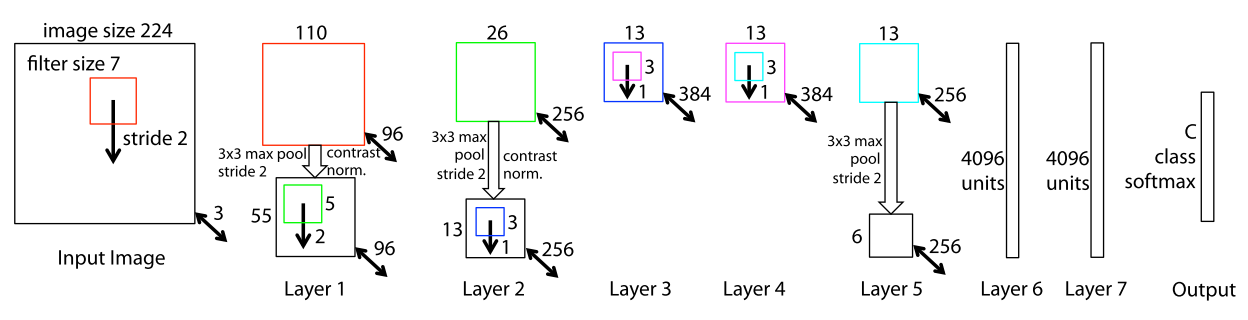 image size 224
filter size 7
stride 2
3
Input Image
110
96
3x3 max pool
stride 2
contrast
norm.
55
5
2
96
Layer 1
26
256
3x3 max
pool
stride 2
contrast
norm.
13
3
1
256
Layer 2
13
3
1
384
Layer 3
13
3
1
384
Layer 4
13
256
3x3 max
pool
stride 2
6
256
Layer 5
4096
units
Layer 6
4096
units
Layer 7
C
class
softmax
Output